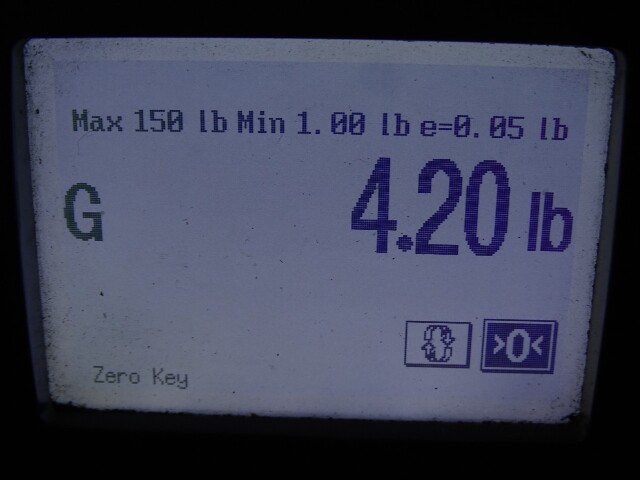 Max 150 lb Min 1.00 lb e=0.05 lb
G 4.20 lb
>0<
Zero Key